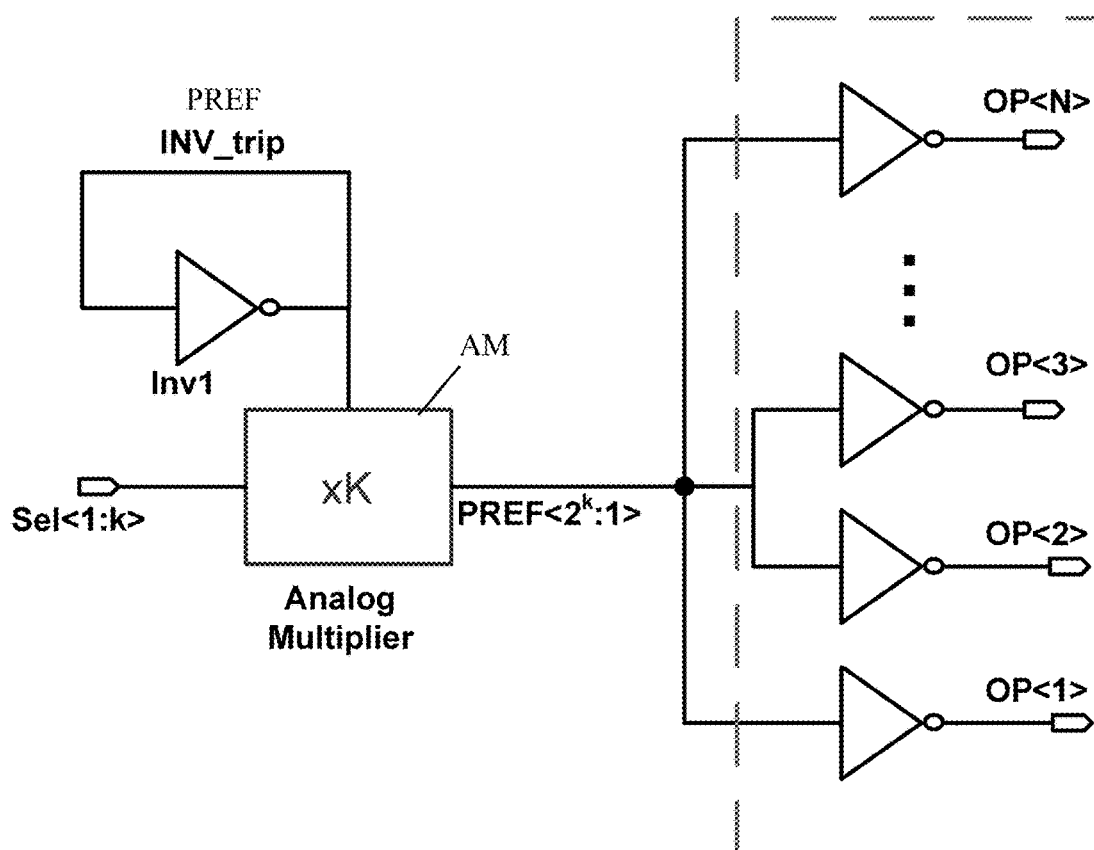 PREF
INV_trip
Inv1
AM
xK
Sel<1:k>
PREF<2^k:1>
Analog
Multiplier
OP<N>
OP<3>
OP<2>
OP<1>